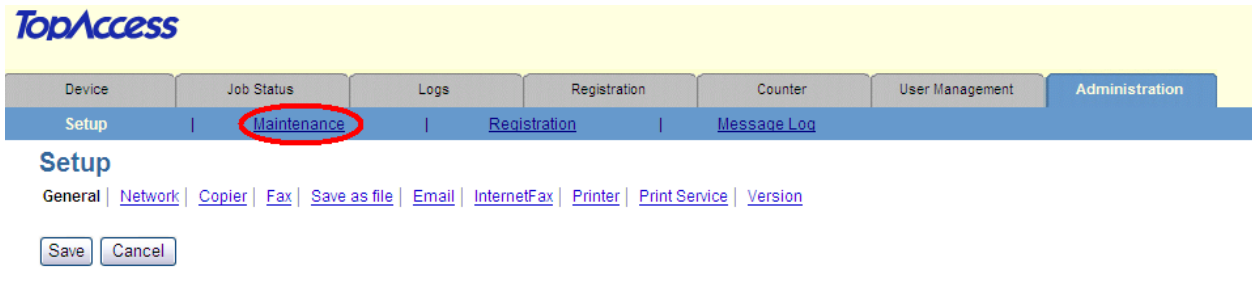 TopAccess
Device Job Status Logs Registration Counter User Management Administration
Setup | Maintenance | Registration | Message Log
Setup
General | Network | Copier | Fax | Save as file | Email | InternetFax | Printer | Print Service | Version
Save Cancel